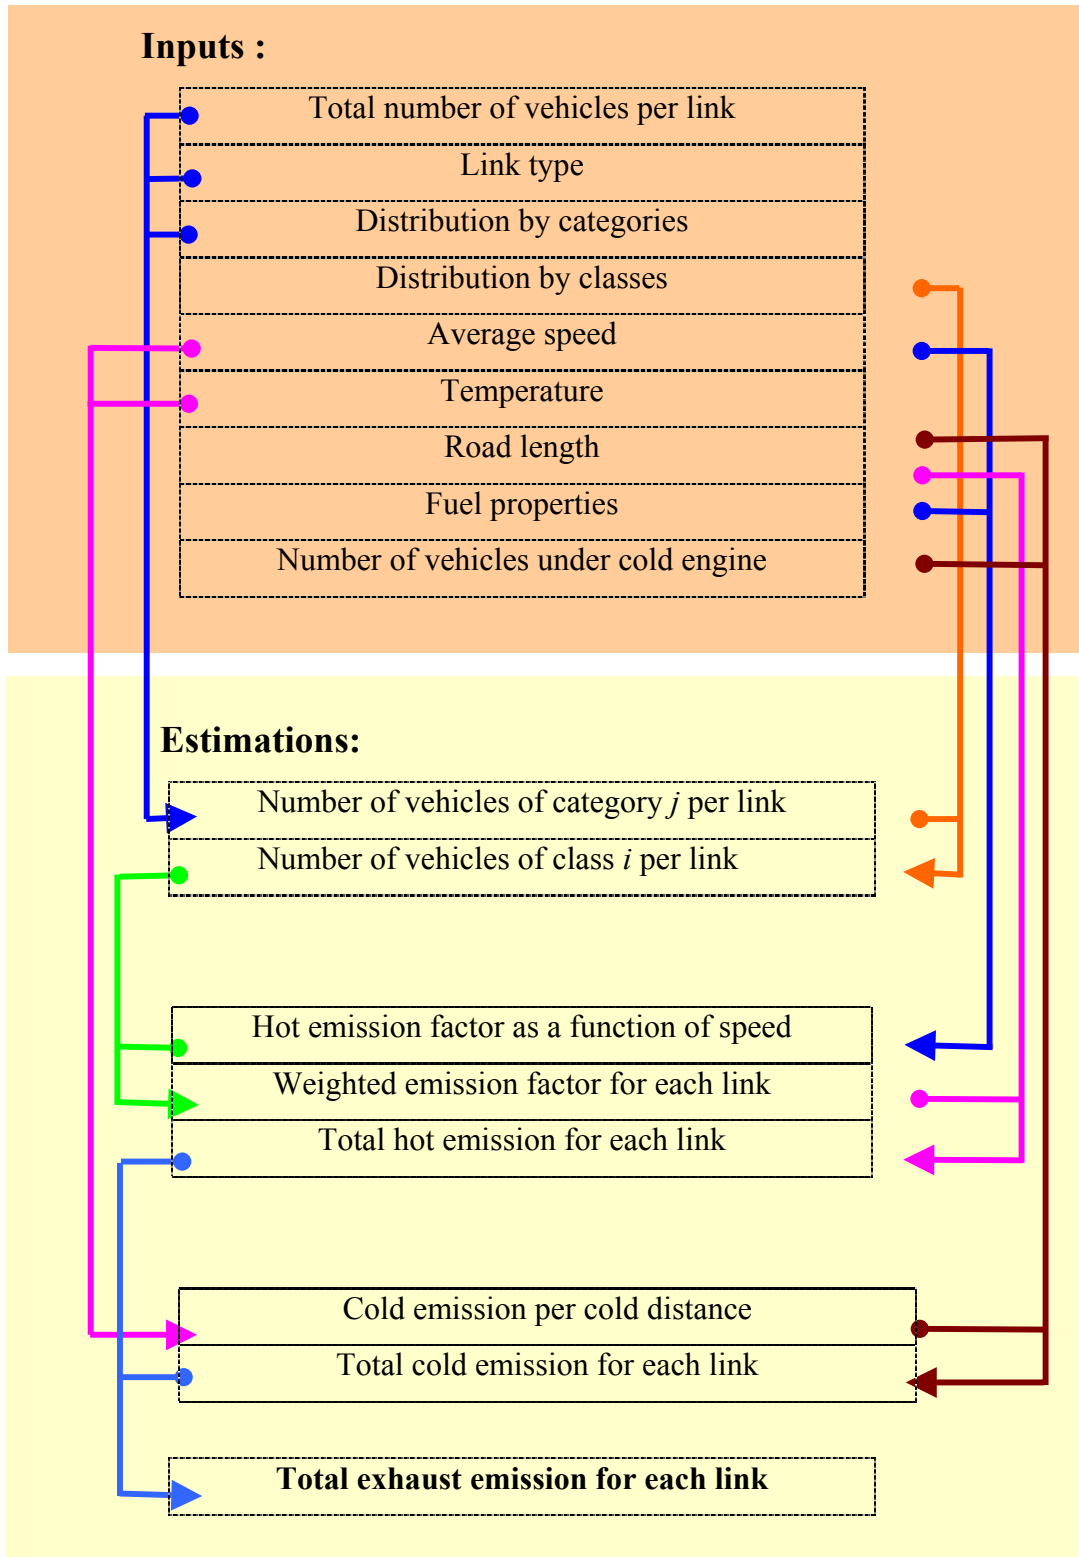 Inputs :
Total number of vehicles per link
Link type
Distribution by categories
Distribution by classes
Average speed
Temperature
Road length
Fuel properties
Number of vehicles under cold engine
Estimations:
Number of vehicles of category j per link
Number of vehicles of class i per link
Hot emission factor as a function of speed
Weighted emission factor for each link
Total hot emission for each link
Cold emission per cold distance
Total cold emission for each link
Total exhaust emission for each link